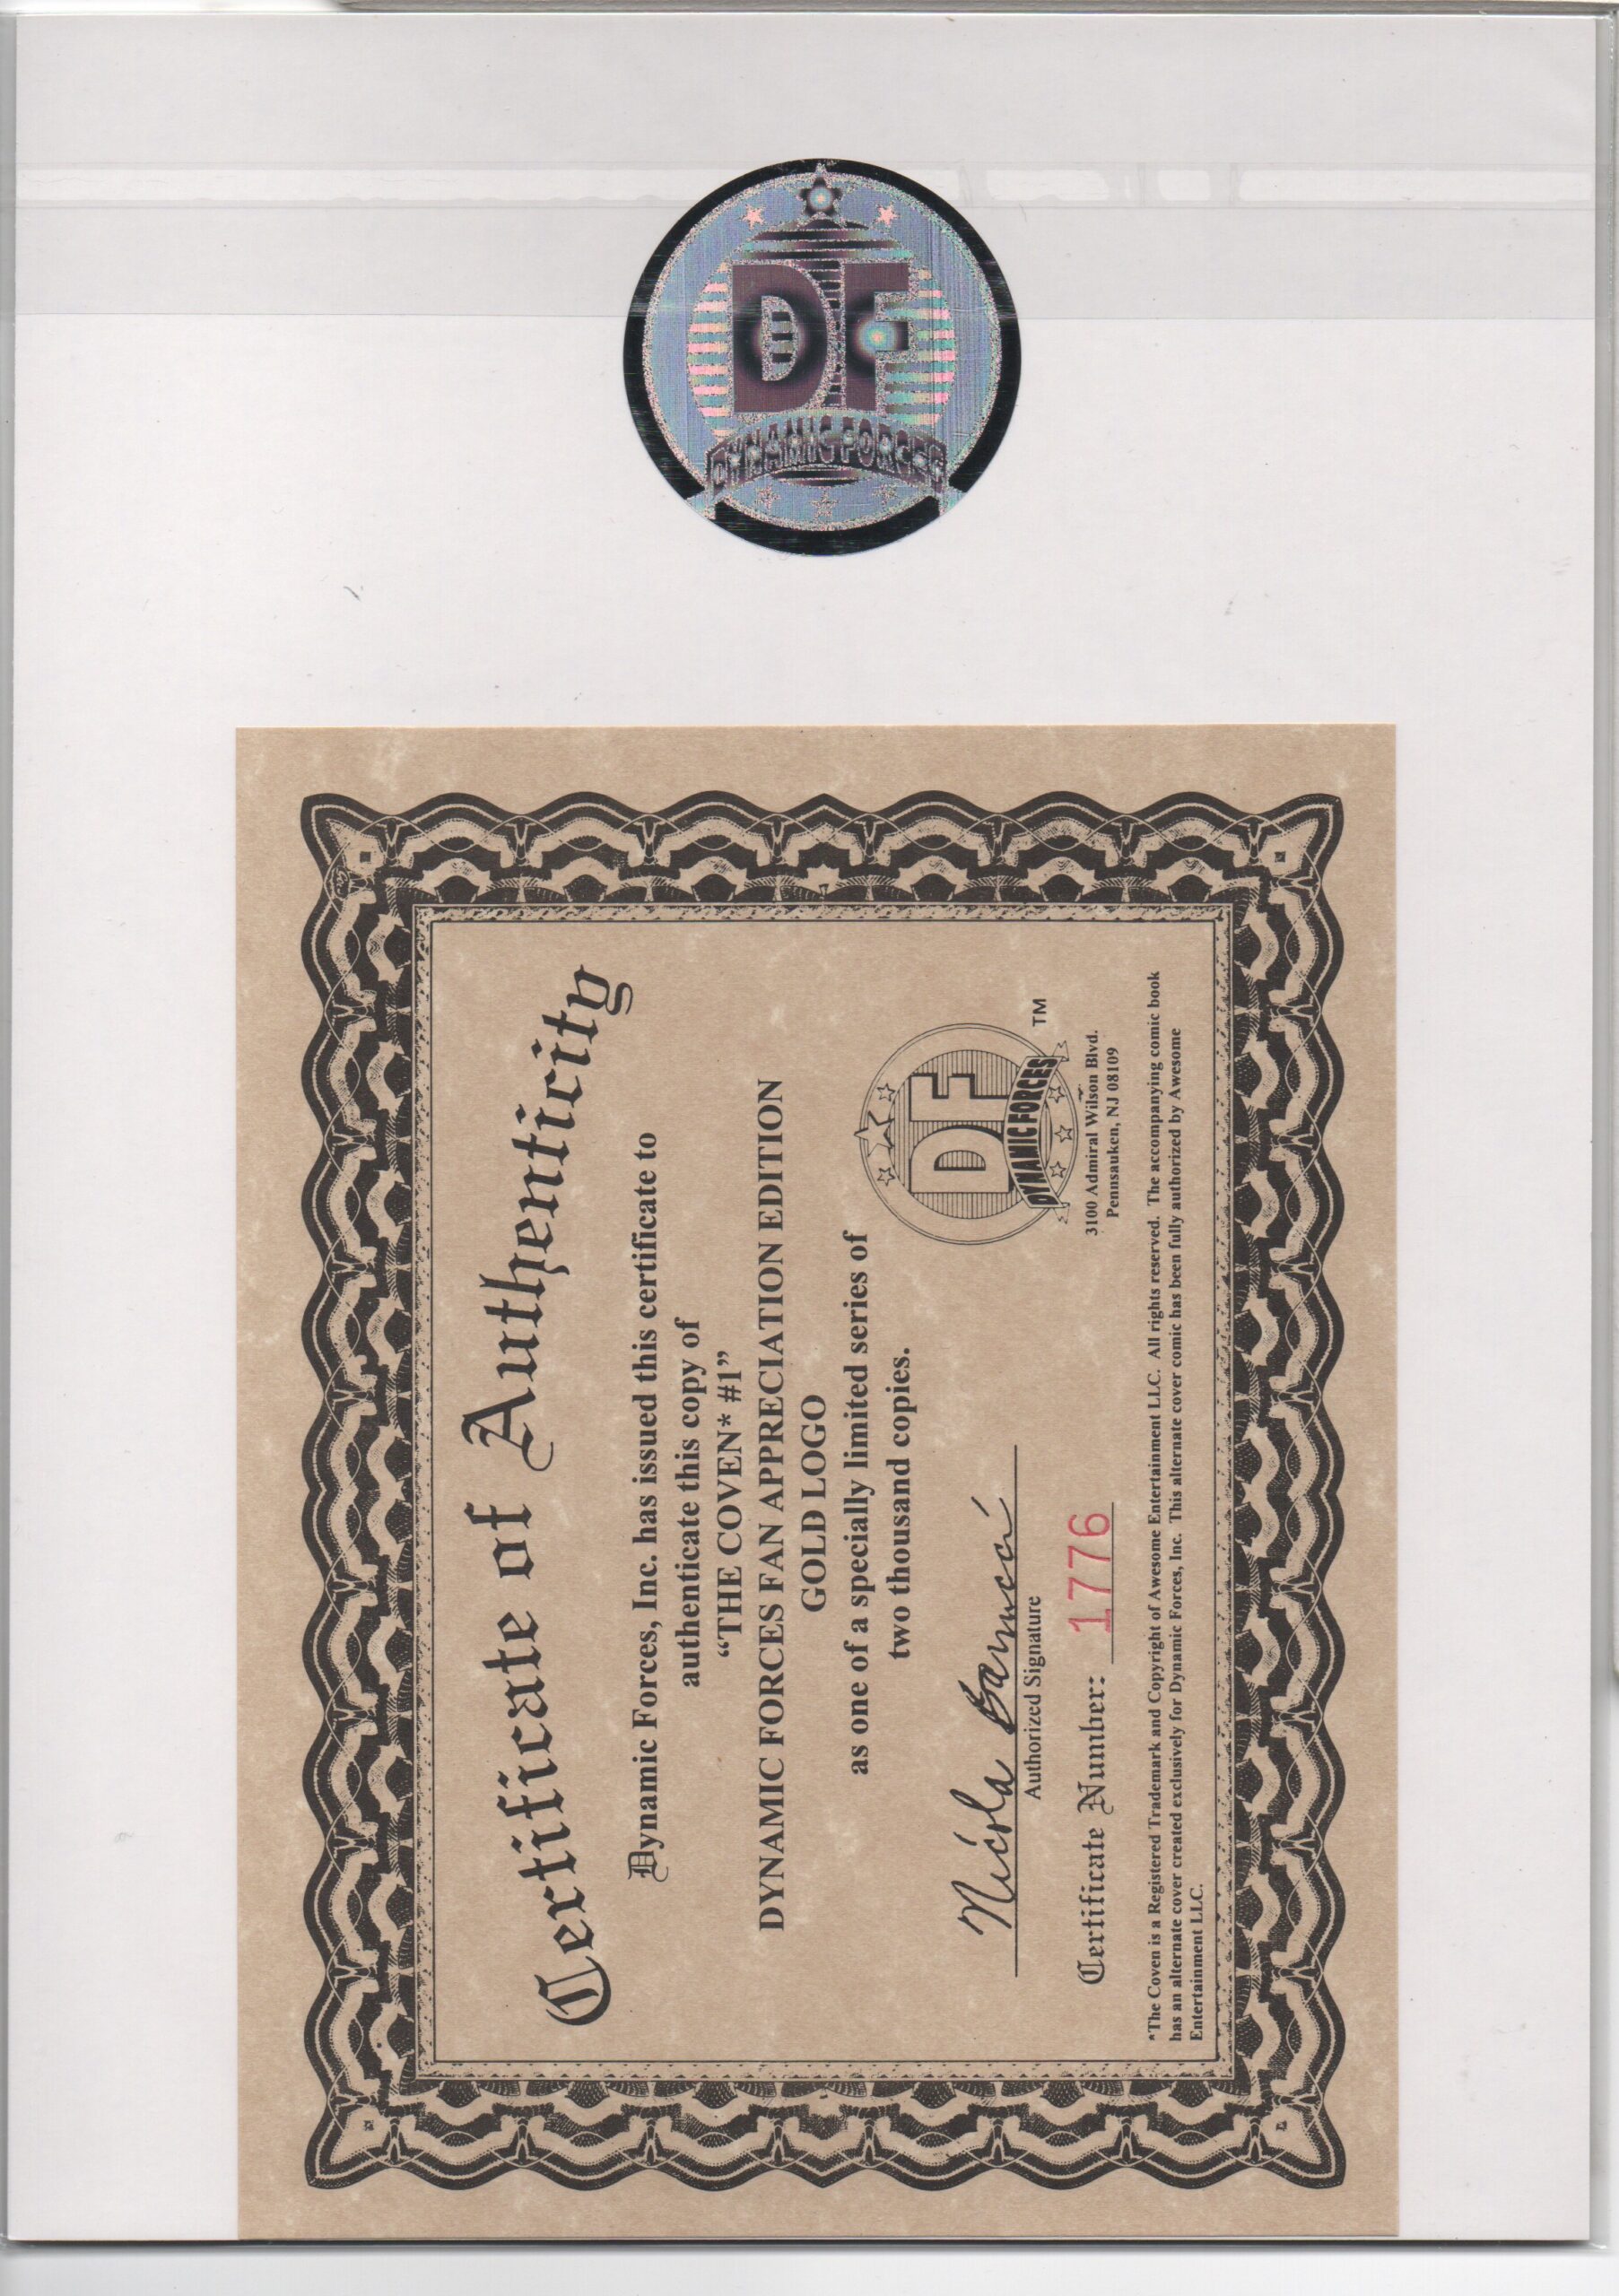 DF
DYNAMIC FORCES
Certificate of Authenticity
Dynamic Forces, Inc. has issued this certificate to
authenticate this copy of
“THE COVEN* #1”
DYNAMIC FORCES FAN APPRECIATION EDITION
GOLD LOGO
as one of a specially limited series of
two thousand copies.
Nicola
Authorized Signature
Certificate Number: 1776
DF
DYNAMIC FORCES
TM
3100 Admiral Wilson Blvd.
Pennsauken, NJ 08109
*The Coven is a Registered Trademark and Copyright of Awesome Entertainment LLC. All rights reserved. The accompanying comic book
has an alternate cover created exclusively for Dynamic Forces, Inc. This alternate cover comic has been fully authorized by Awesome
Entertainment LLC.